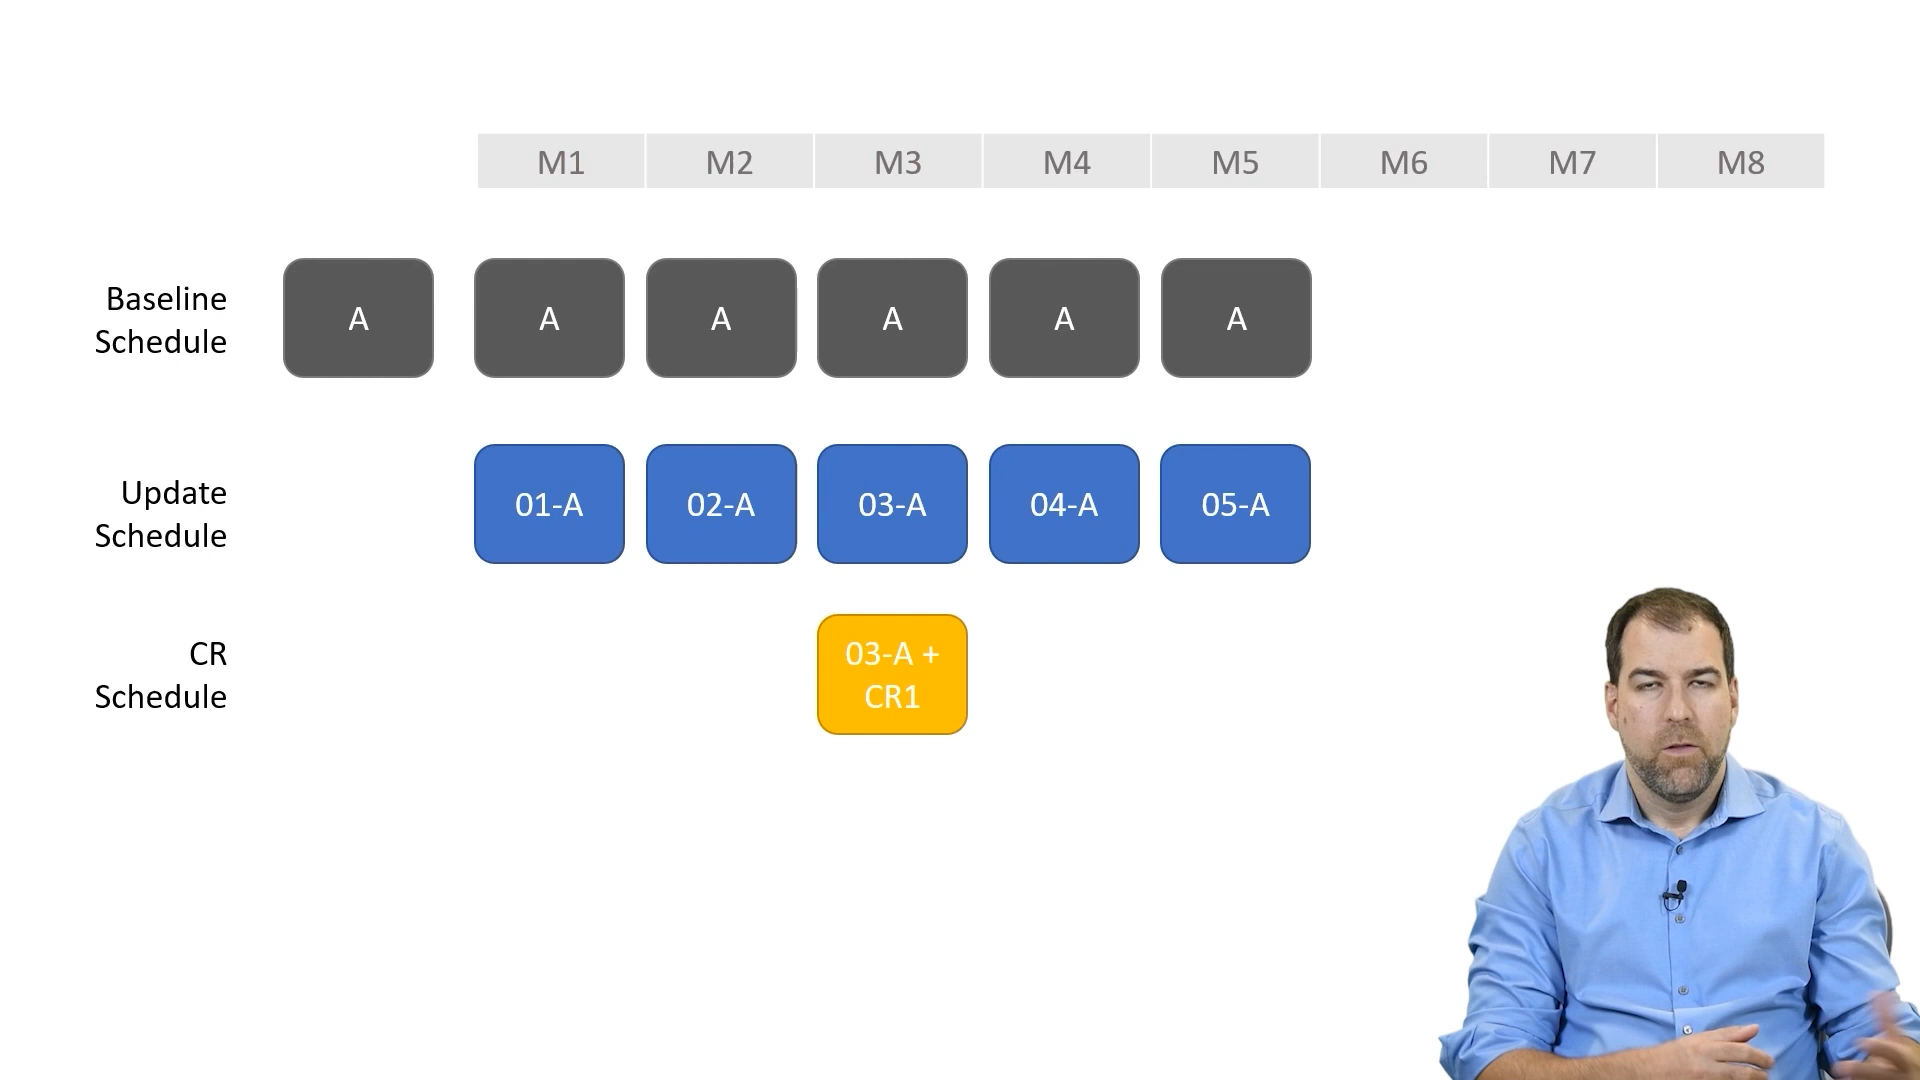 M1 M2 M3 M4 M5 M6 M7 M8
Baseline
Schedule
A A A A A A
Update
Schedule
01-A 02-A 03-A 04-A 05-A
CR
Schedule
03-A +
CR1